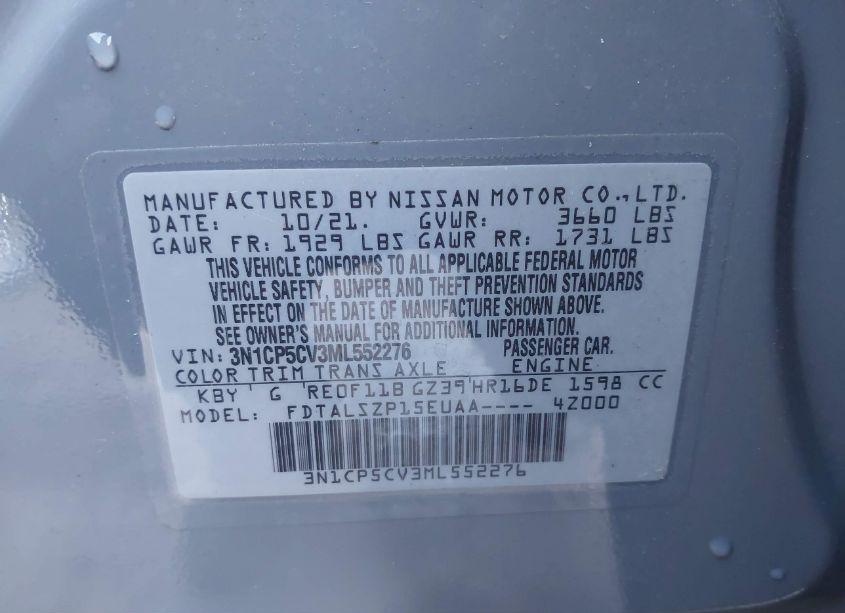 MANUFACTURED BY NISSAN MOTOR CO.,LTD.
DATE: 10/21. GVWR: 3660 LBS
GAWR FR: 1929 LBS GAWR RR: 1731 LBS
THIS VEHICLE CONFORMS TO ALL APPLICABLE FEDERAL MOTOR
VEHICLE SAFETY, BUMPER AND THEFT PREVENTION STANDARDS
IN EFFECT ON THE DATE OF MANUFACTURE SHOWN ABOVE.
SEE OWNER'S MANUAL FOR ADDITIONAL INFORMATION.
VIN: 3N1CP5CV3ML552276 PASSENGER CAR.
COLOR TRIM TRANS AXLE ENGINE
KBY G RE0F11B GZ39 HR16DE 1598 CC
MODEL: FDTALSZP15EUAA---- 4Z000
3N1CP5CV3ML552276